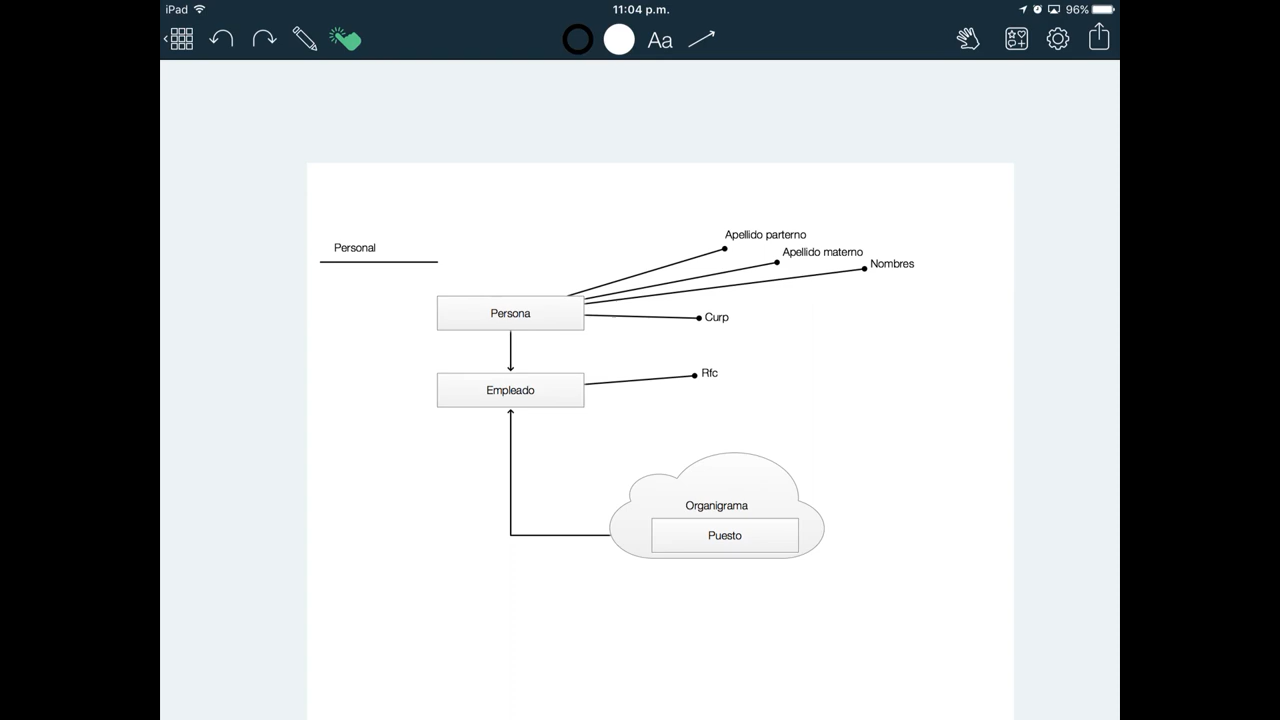 iPad
11:04 p.m.
96%
Aa
Personal
Apellido parterno
Apellido materno
Nombres
Persona
Curp
Empleado
Rfc
Organigrama
Puesto